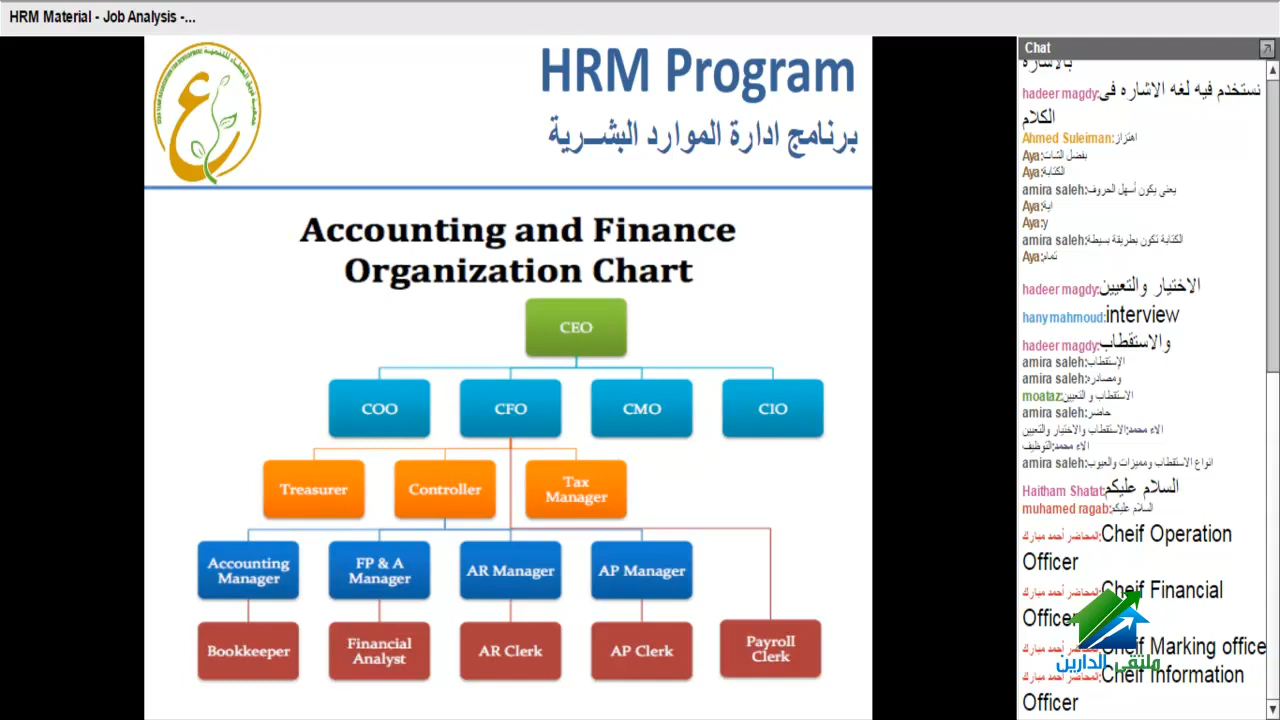 HRM Material - Job Analysis -...
HRM Program
برنامج ادارة الموارد البشــرية
Accounting and Finance
Organization Chart
CEO
COO
CFO
CMO
CIO
Treasurer
Controller
Tax
Manager
Accounting
Manager
FP & A
Manager
AR Manager
AP Manager
Bookkeeper
Financial
Analyst
AR Clerk
AP Clerk
Payroll
Clerk
Chat
بالاشاره
hadeer magdy:نستخدم فيه لغه الاشاره فى
الكلام
Ahmed Suleiman:اهتزاز
Aya:بفضل الثبات
Aya:الكتابة
amira saleh:يعنى يكون أسهل الحروف
Aya:اية
Aya:y
amira saleh:الكتابة تكون بطريقة بسيطة
Aya:تمام
hadeer magdy:الاختيار والتعيين
hany mahmoud:interview
hadeer magdy:والاستقطاب
amira saleh:الإستقطاب
amira saleh:ومصادره
moataz:الاستقطاب و التعيين
amira saleh:حاضر
الاء محمد:الاستقطاب والاختيار والتعيين
الاء محمد:التوظيف
amira saleh:انواع الاستقطاب ومميزات والعيوب
Haitham Shatat:السلام عليكم
muhamed ragab:السلام عليكم
المحاضر أحمد مبارك:Cheif Operation
Officer
المحاضر أحمد مبارك:Cheif Financial
Officer
المحاضر أحمد مبارك:Cheif Marking office
المحاضر أحمد مبارك:Cheif Information
Officer
ملتقى الدارين